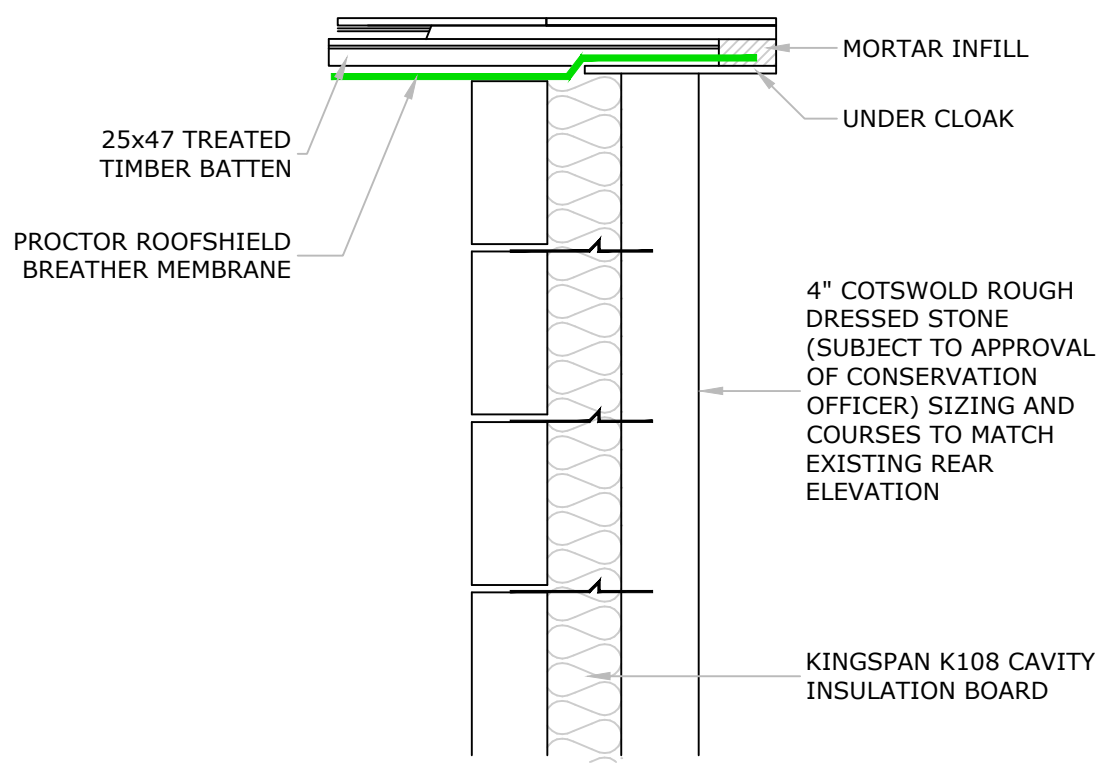 MORTAR INFILL
UNDER CLOAK
25x47 TREATED
TIMBER BATTEN
PROCTOR ROOFSHIELD
BREATHER MEMBRANE
4" COTSWOLD ROUGH
DRESSED STONE
(SUBJECT TO APPROVAL
OF CONSERVATION
OFFICER) SIZING AND
COURSES TO MATCH
EXISTING REAR
ELEVATION
KINGSPAN K108 CAVITY
INSULATION BOARD